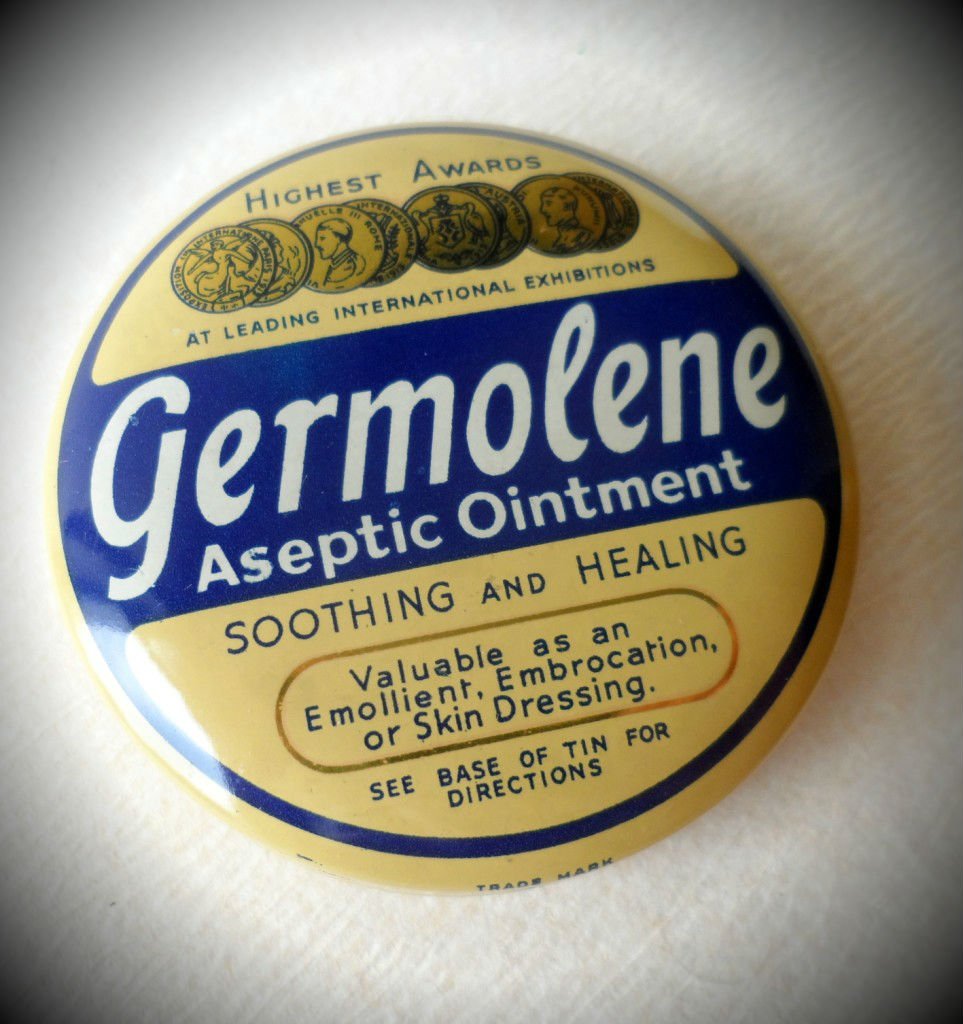 HIGHEST AWARDS
AT LEADING INTERNATIONAL EXHIBITIONS
Germolene
Aseptic Ointment
SOOTHING AND HEALING
Valuable as an
Emollient, Embrocation,
or Skin Dressing.
SEE BASE OF TIN FOR
DIRECTIONS
TRADE MARK